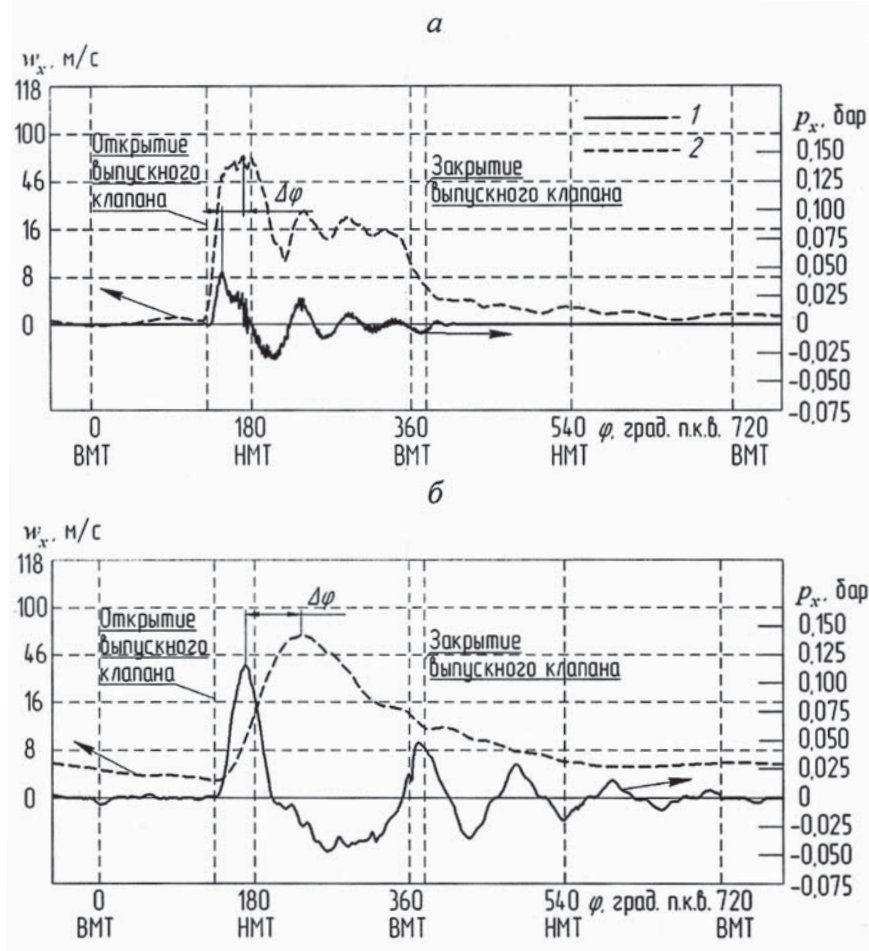 а
w_x, м/с
118
100
46
16
8
0
Открытие
выпускного
клапана
Δφ
1
2
Закрытие
выпускного клапана
p_x, бар
0,150
0,125
0,100
0,075
0,050
0,025
0
-0,025
-0,050
-0,075
0 180 360 540 φ, град. п.к.в. 720
ВМТ НМТ ВМТ НМТ ВМТ
б
w_x, м/с
118
100
46
16
8
0
Открытие
выпускного
клапана
Δφ
Закрытие
выпускного клапана
p_x, бар
0,150
0,125
0,100
0,075
0,050
0,025
0
-0,025
-0,050
-0,075
0 180 360 540 φ, град. п.к.в. 720
ВМТ НМТ ВМТ НМТ ВМТ